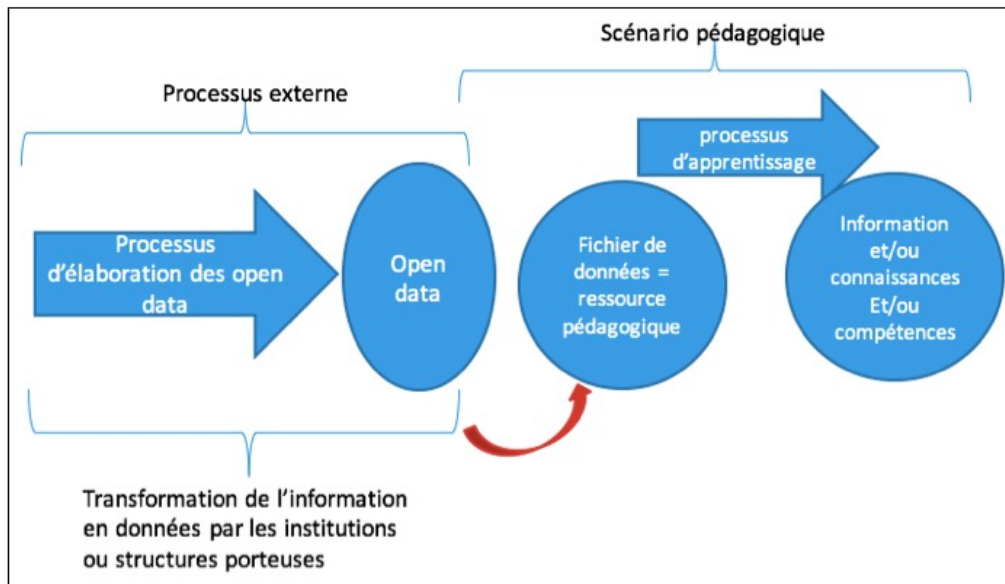 Scénario pédagogique
Processus externe
processus
d'apprentissage
Processus
d'élaboration des open
data
Open
data
Fichier de
données =
ressource
pédagogique
Information
et/ou
connaissances
Et/ou
compétences
Transformation de l'information
en données par les institutions
ou structures porteuses